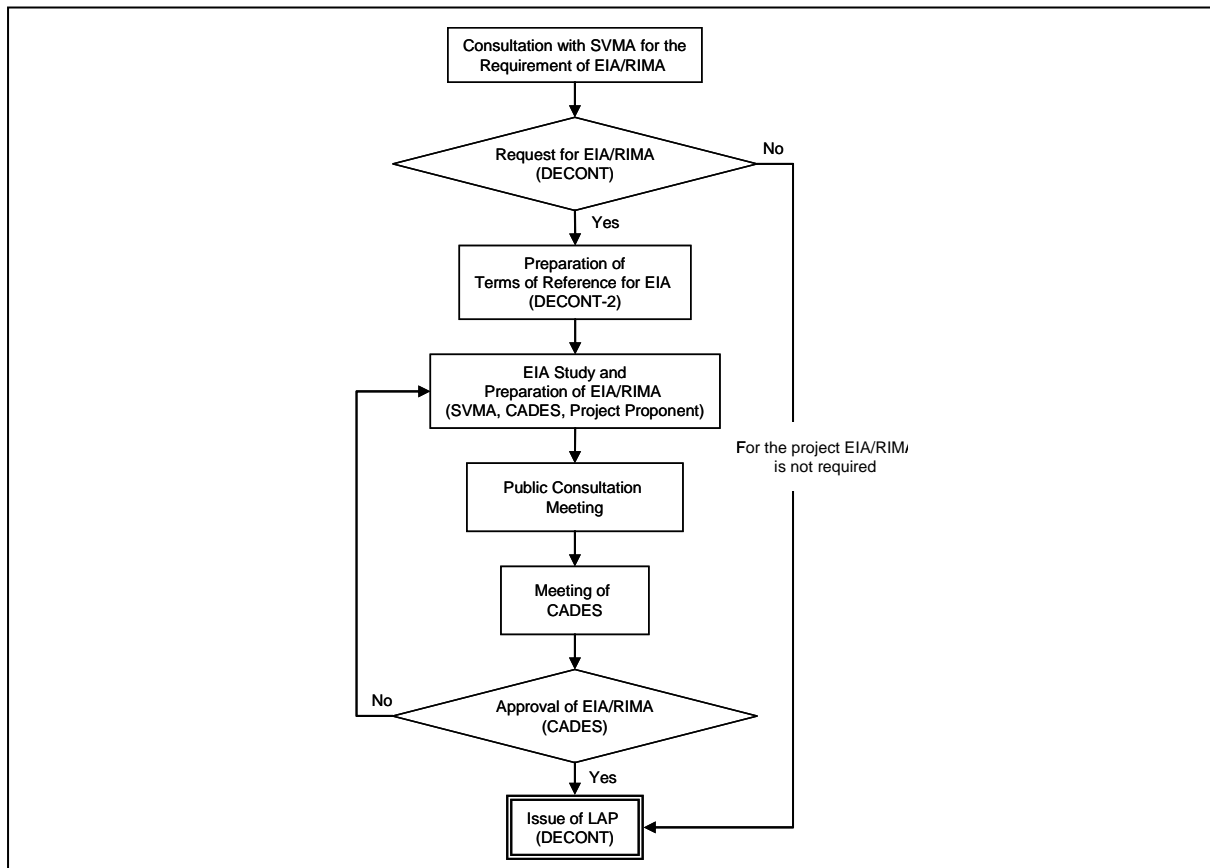 Consultation with SVMA for the
Requirement of EIA/RIMA
Request for EIA/RIMA
(DECONT)
No
Yes
Preparation of
Terms of Reference for EIA
(DECONT-2)
EIA Study and
Preparation of EIA/RIMA
(SVMA, CADES, Project Proponent)
For the project EIA/RIMA
is not required
Public Consultation
Meeting
Meeting of
CADES
No
Approval of EIA/RIMA
(CADES)
Yes
Issue of LAP
(DECONT)